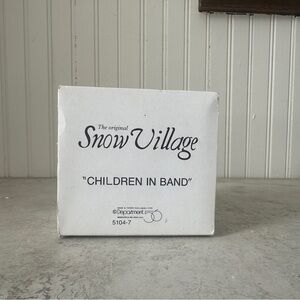 The original
Snow Village
"CHILDREN IN BAND"
©Department 56
5104-7